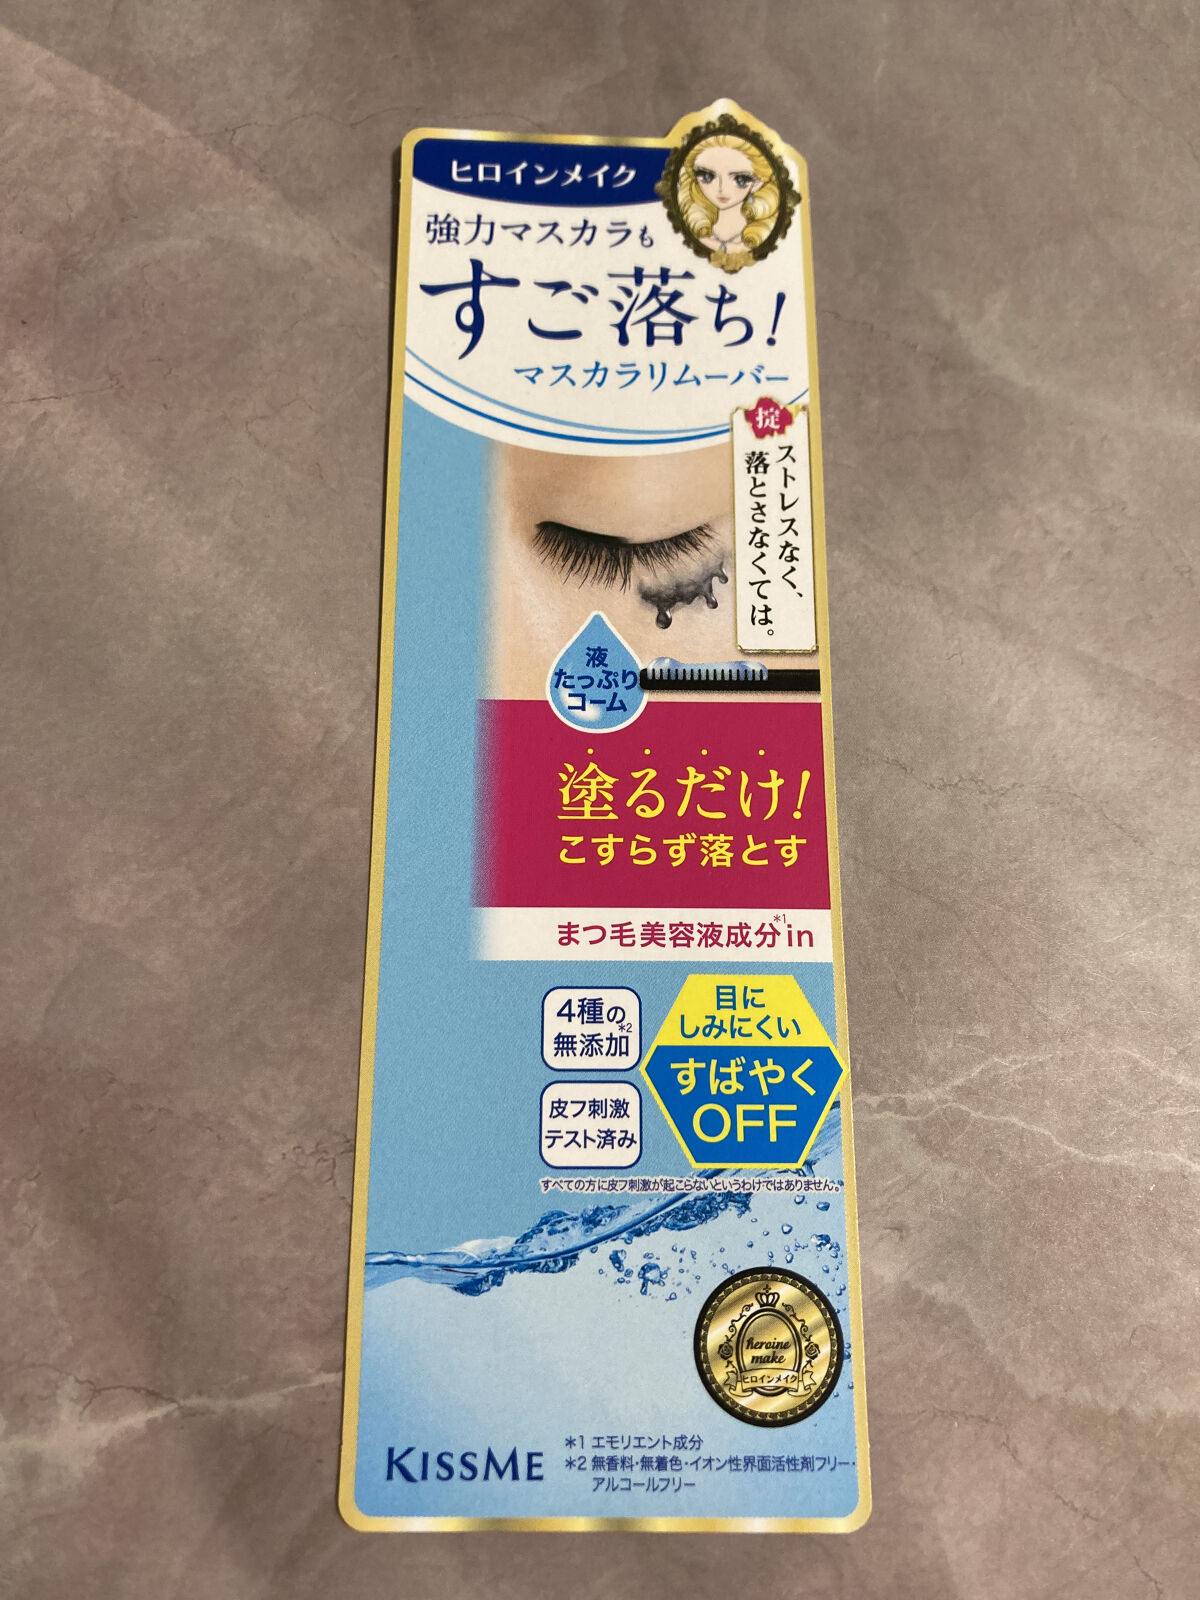 ヒロインメイク
強力マスカラも
すご落ち!
マスカラリムーバー
掟
ストレスなく、
落とさなくては。
液
たっぷり
コーム
塗るだけ!
こすらず落とす
まつ毛美容液成分*1in
4種の
無添加*2
目に
しみにくい
すばやく
OFF
皮フ刺激
テスト済み
すべての方に皮フ刺激が起こらないというわけではありません。
heroine
make
ヒロインメイク
KISSME
*1 エモリエント成分
*2 無香料・無着色・イオン性界面活性剤フリー・
アルコールフリー